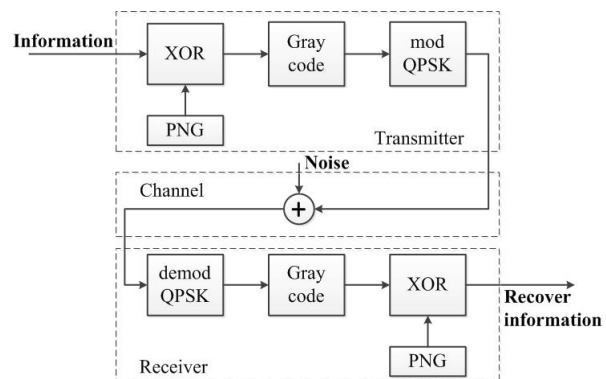 Information
XOR
Gray
code
mod
QPSK
PNG
Transmitter
Noise
Channel
+
demod
QPSK
Gray
code
XOR
Recover
information
PNG
Receiver